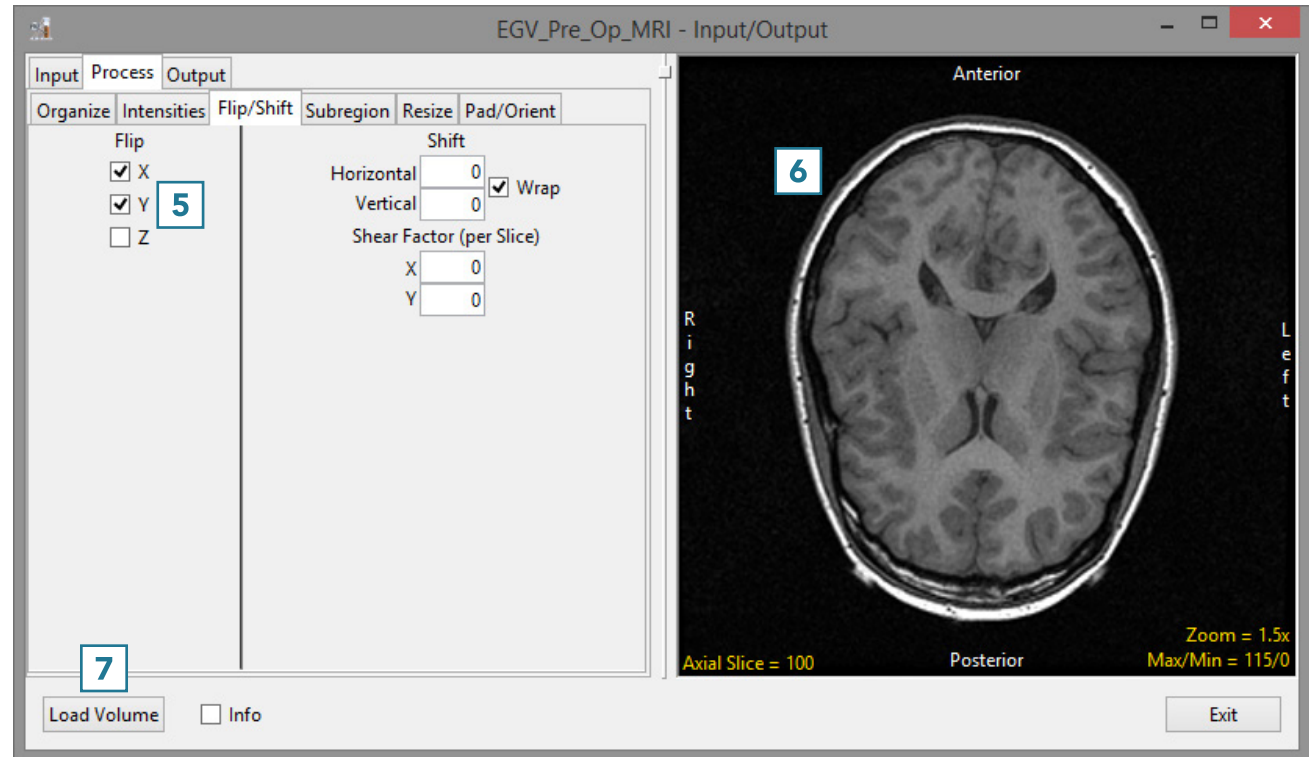 EGV_Pre_Op_MRI - Input/Output
Input Process Output
Organize Intensities Flip/Shift Subregion Resize Pad/Orient
Flip
X
Y
5
Z
Shift
Horizontal 0
Vertical 0
Wrap
Shear Factor (per Slice)
X 0
Y 0
Anterior
6
Right
Left
Zoom = 1.5x
Axial Slice = 100
Posterior
Max/Min = 115/0
7
Load Volume
Info
Exit